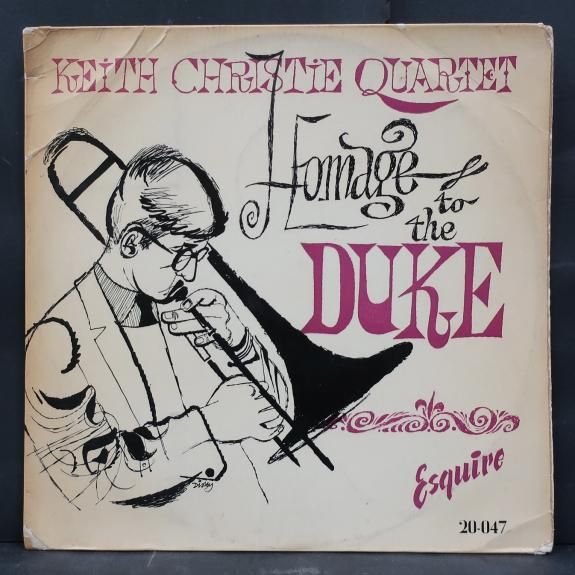 KEITH CHRISTIE QUARTET
Homage
to
the
DUKE
Esquire
20-047